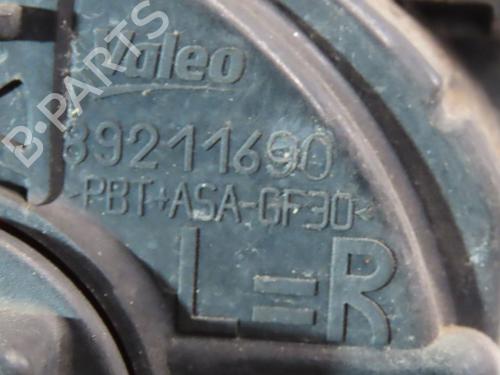 Valeo
89211690
>PBT+ASA-GF30<
L=R
B-PARTS